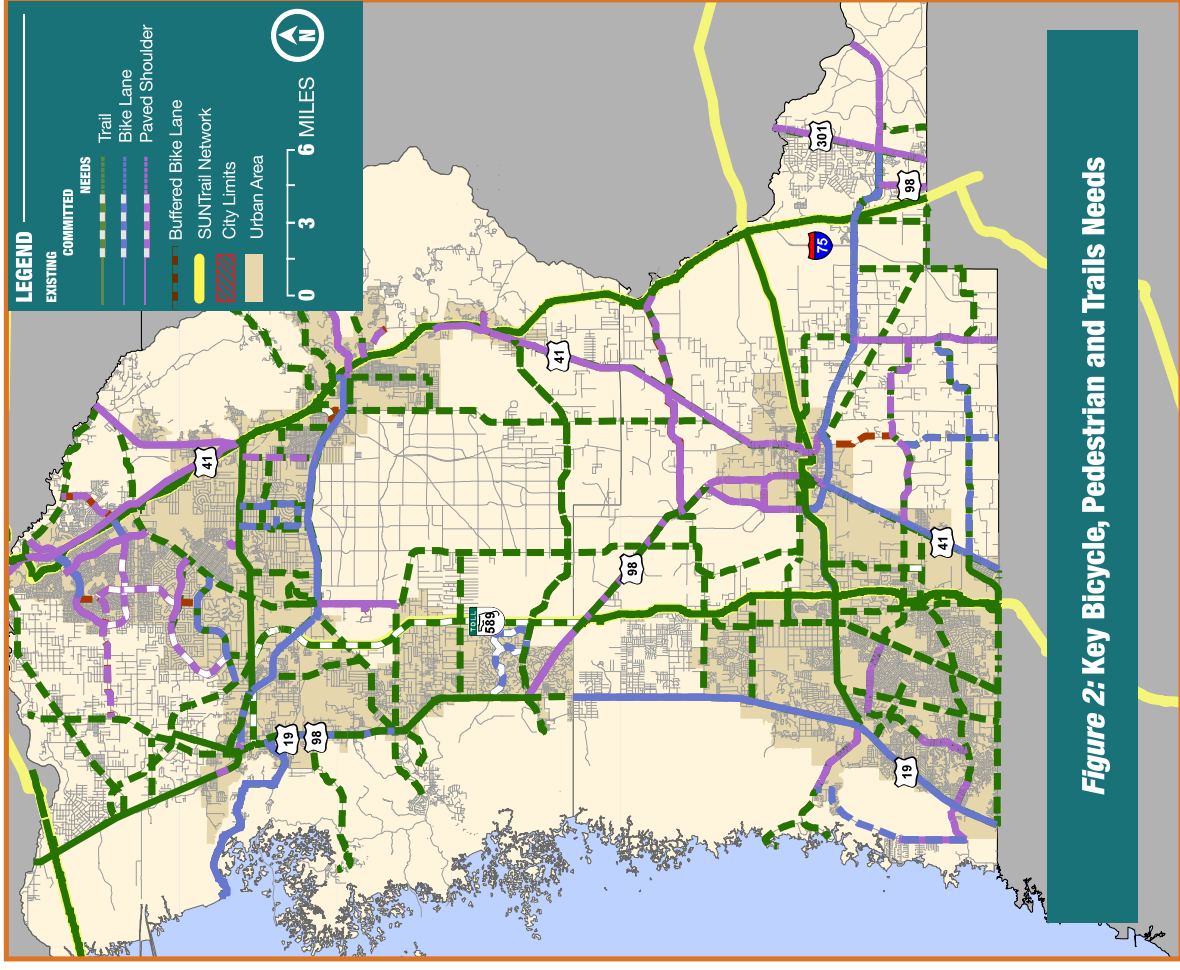 LEGEND
EXISTING
COMMITTED
NEEDS
Trail
Bike Lane
Paved Shoulder
Buffered Bike Lane
SUNTrail Network
City Limits
Urban Area
0 3 6 MILES
N
41
19
98
TOLL
589
41
98
75
301
98
41
19
Figure 2: Key Bicycle, Pedestrian and Trails Needs